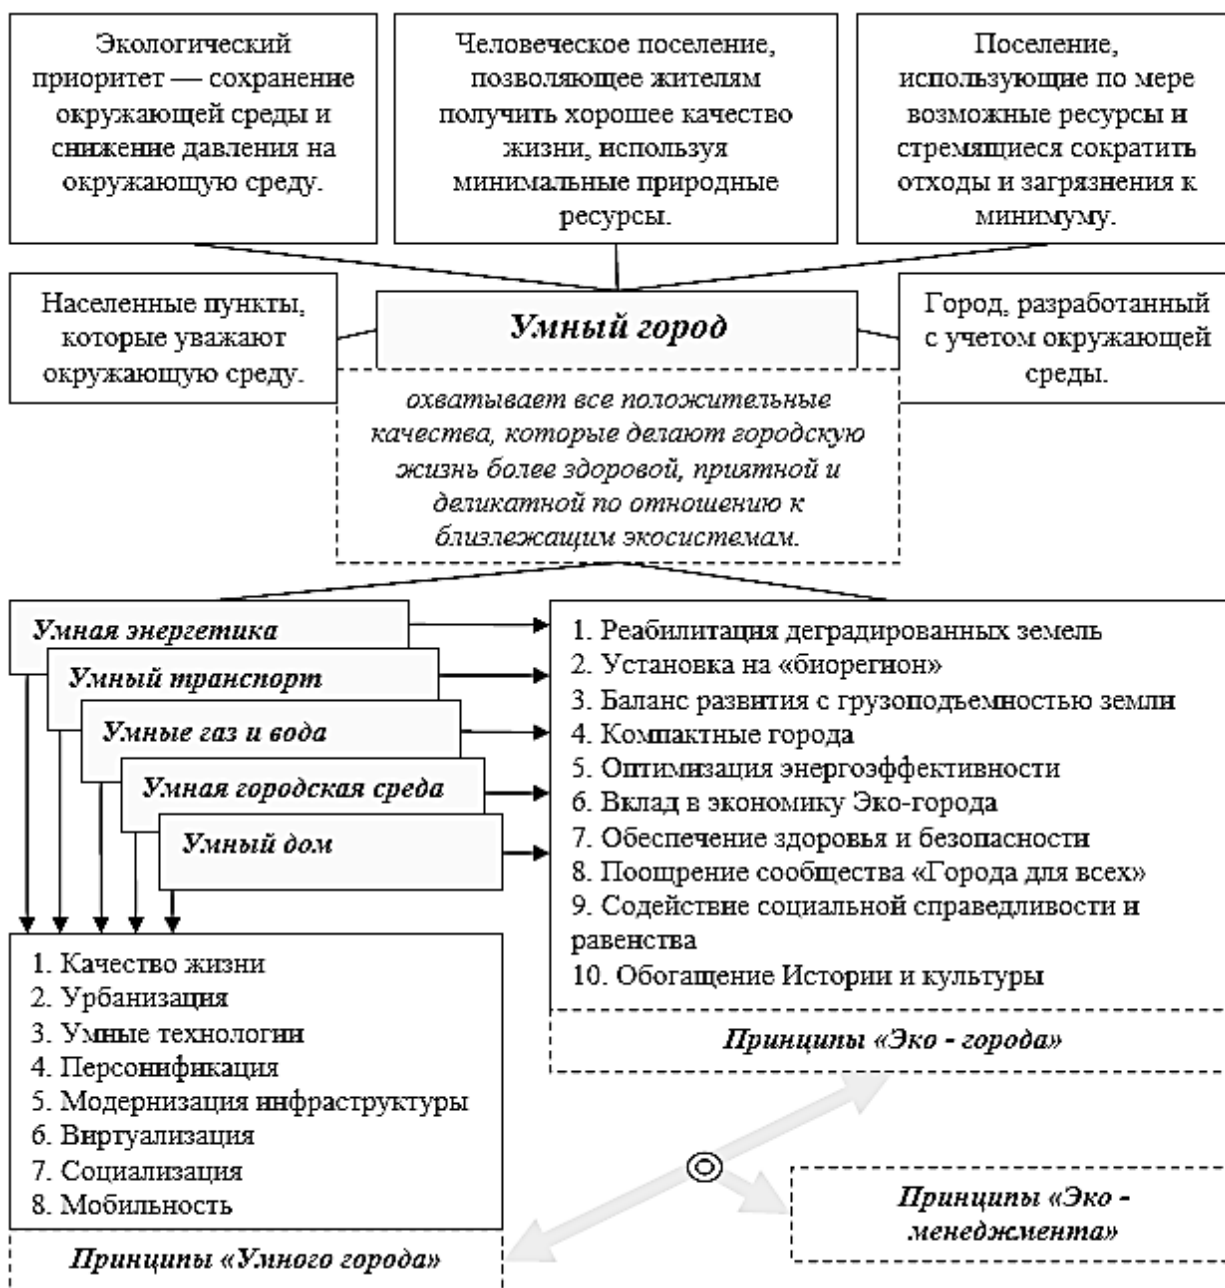 Экологический
приоритет — сохранение
окружающей среды и
снижение давления на
окружающую среду.
Человеческое поселение,
позволяющее жителям
получить хорошее качество
жизни, используя
минимальные природные
ресурсы.
Поселение,
использующие по мере
возможные ресурсы и
стремящиеся сократить
отходы и загрязнения к
минимуму.
Населенные пункты,
которые уважают
окружающую среду.
Умный город
Город, разработанный
с учетом окружающей
среды.
охватывает все положительные
качества, которые делают городскую
жизнь более здоровой, приятной и
деликатной по отношению к
близлежащим экосистемам.
Умная энергетика
Умный транспорт
Умные газ и вода
Умная городская среда
Умный дом
1. Реабилитация деградированных земель
2. Установка на «биорегион»
3. Баланс развития с грузоподъемностью земли
4. Компактные города
5. Оптимизация энергоэффективности
6. Вклад в экономику Эко-города
7. Обеспечение здоровья и безопасности
8. Поощрение сообщества «Города для всех»
9. Содействие социальной справедливости и
равенства
10. Обогащение Истории и культуры
Принципы «Эко - города»
1. Качество жизни
2. Урбанизация
3. Умные технологии
4. Персонификация
5. Модернизация инфраструктуры
6. Виртуализация
7. Социализация
8. Мобильность
Принципы «Умного города»
Принципы «Эко -
менеджмента»